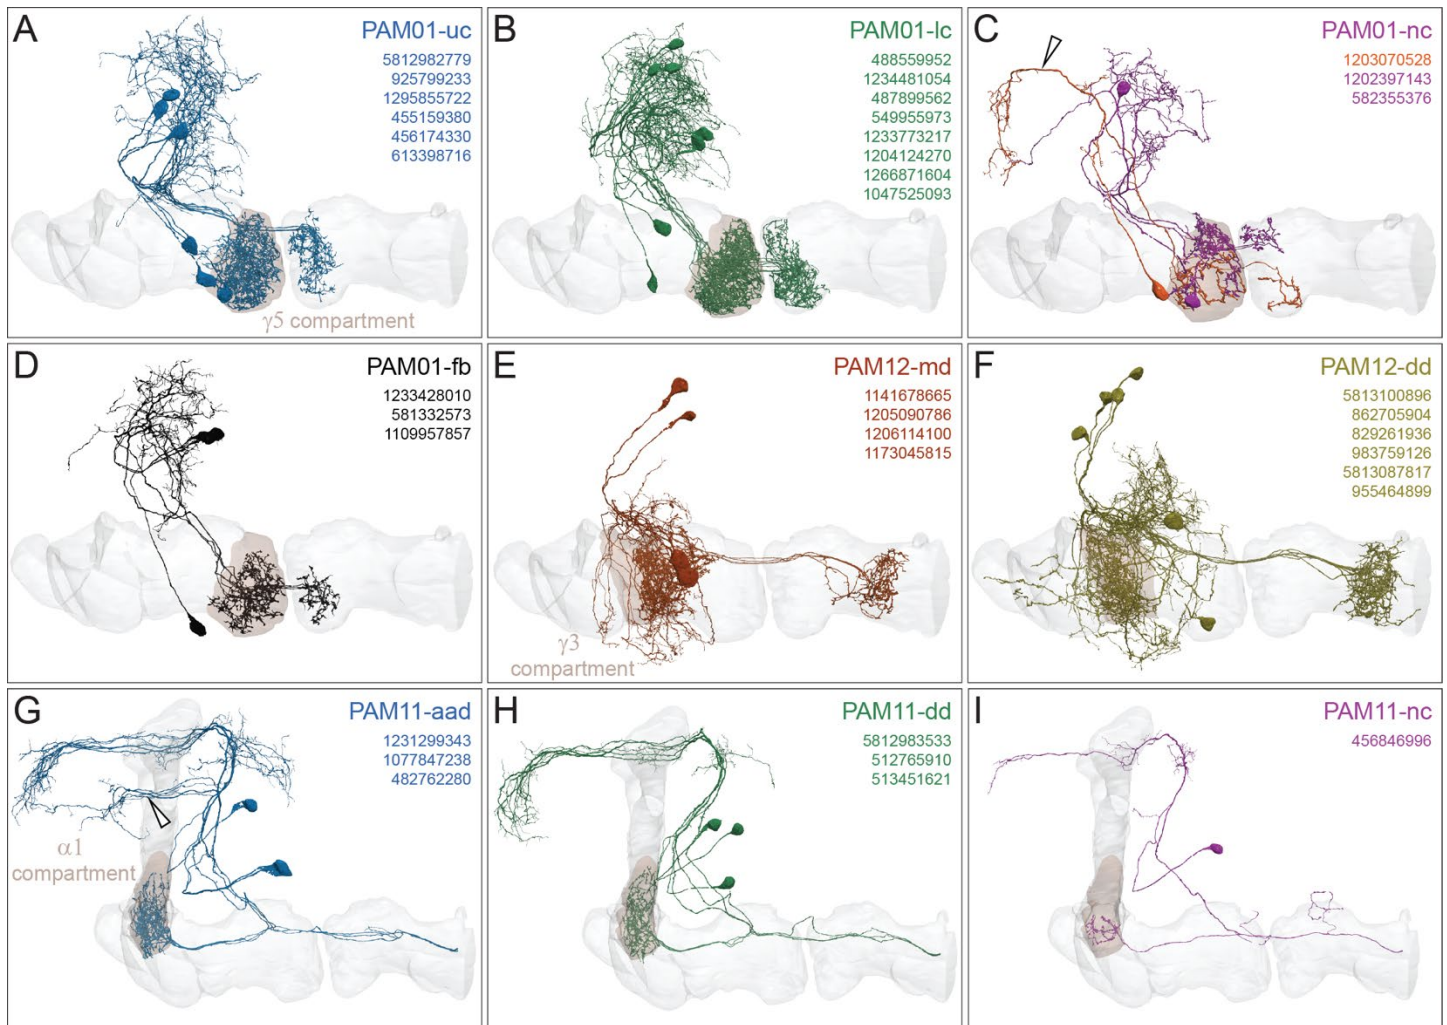 A
PAM01-uc
5812982779
925799233
1295855722
455159380
456174330
613398716
γ5 compartment
B
PAM01-lc
488559952
1234481054
487899562
549955973
1233773217
1204124270
1266871604
1047525093
C
PAM01-nc
1203070528
1202397143
582355376
D
PAM01-fb
1233428010
581332573
1109957857
E
PAM12-md
1141678665
1205090786
1206114100
1173045815
γ3
compartment
F
PAM12-dd
5813100896
862705904
829261936
983759126
5813087817
955464899
G
PAM11-aad
1231299343
1077847238
482762280
α1
compartment
H
PAM11-dd
5812983533
512765910
513451621
I
PAM11-nc
456846996